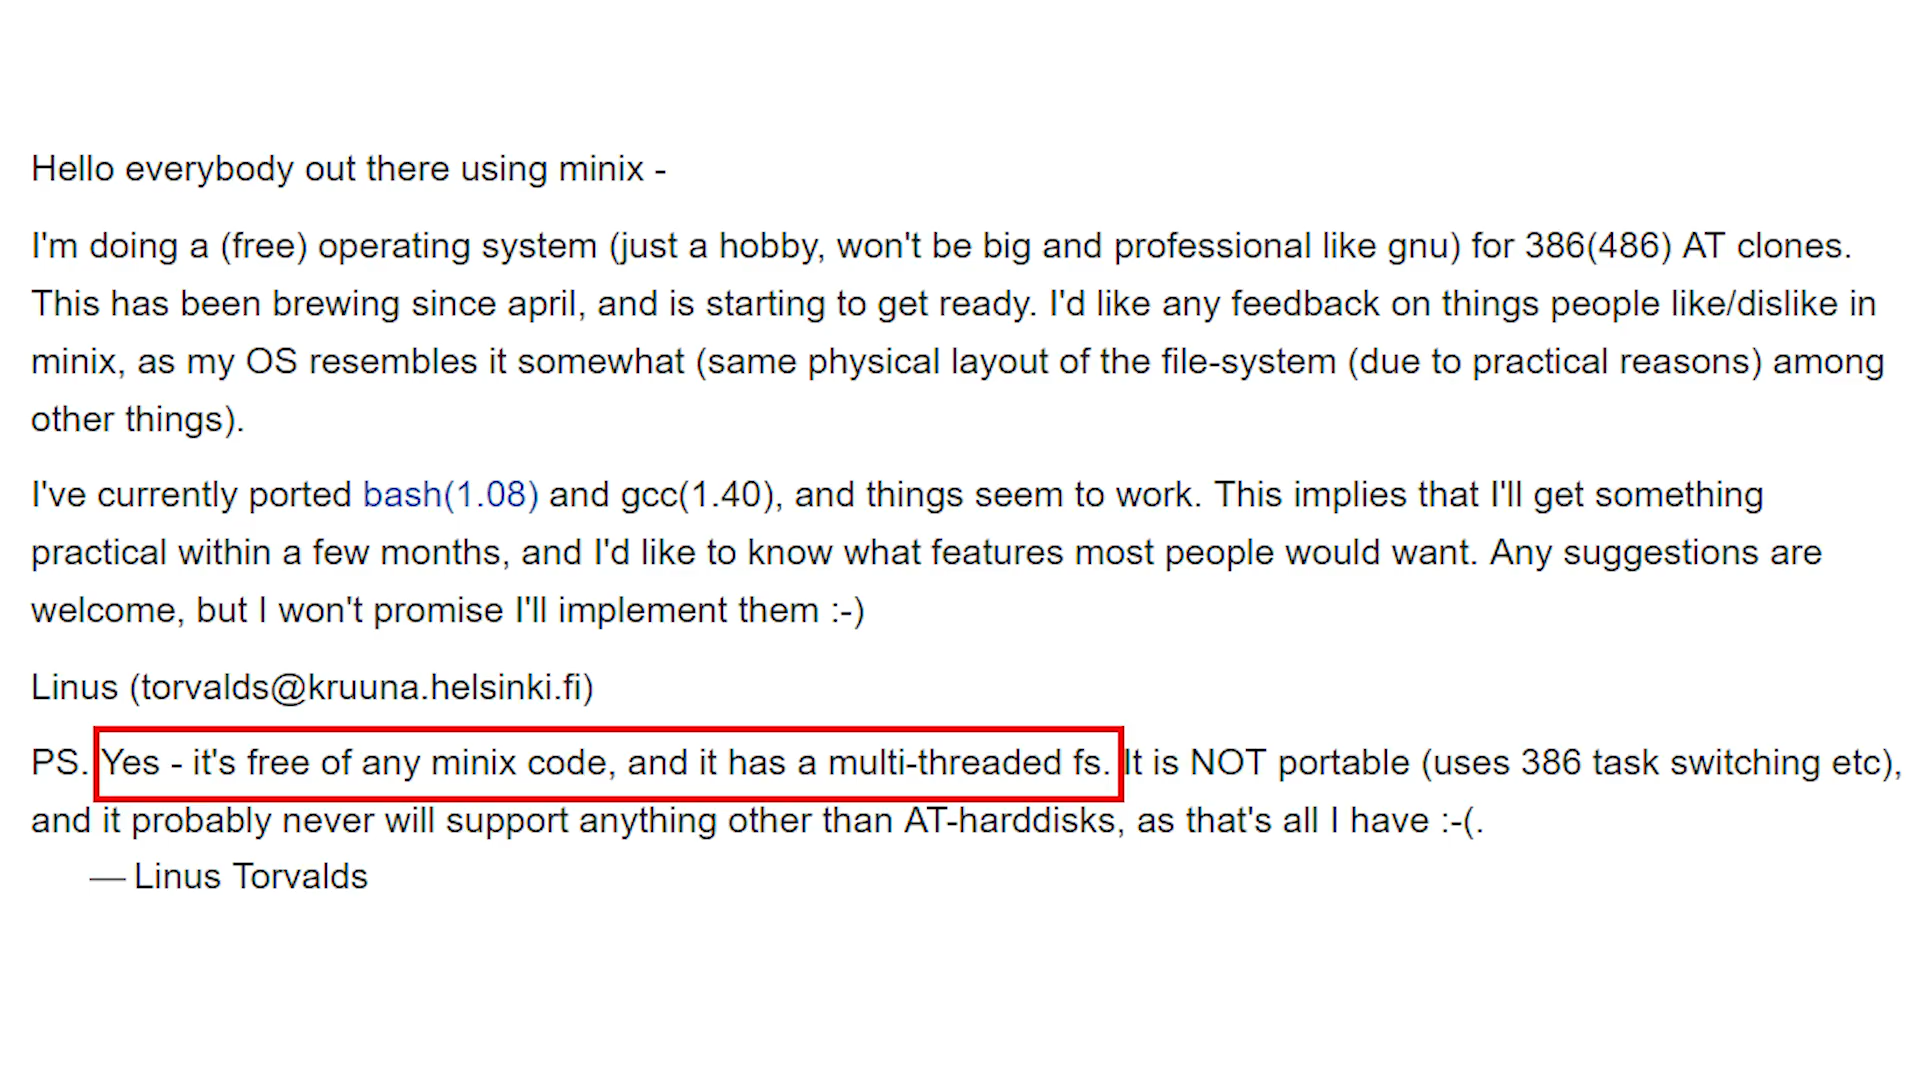 Hello everybody out there using minix -
I'm doing a (free) operating system (just a hobby, won't be big and professional like gnu) for 386(486) AT clones.
This has been brewing since april, and is starting to get ready. I'd like any feedback on things people like/dislike in
minix, as my OS resembles it somewhat (same physical layout of the file-system (due to practical reasons) among
other things).
I've currently ported bash(1.08) and gcc(1.40), and things seem to work. This implies that I'll get something
practical within a few months, and I'd like to know what features most people would want. Any suggestions are
welcome, but I won't promise I'll implement them :-)
Linus (torvalds@kruuna.helsinki.fi)
PS. Yes - it's free of any minix code, and it has a multi-threaded fs. It is NOT portable (uses 386 task switching etc),
and it probably never will support anything other than AT-harddisks, as that's all I have :-(.
— Linus Torvalds